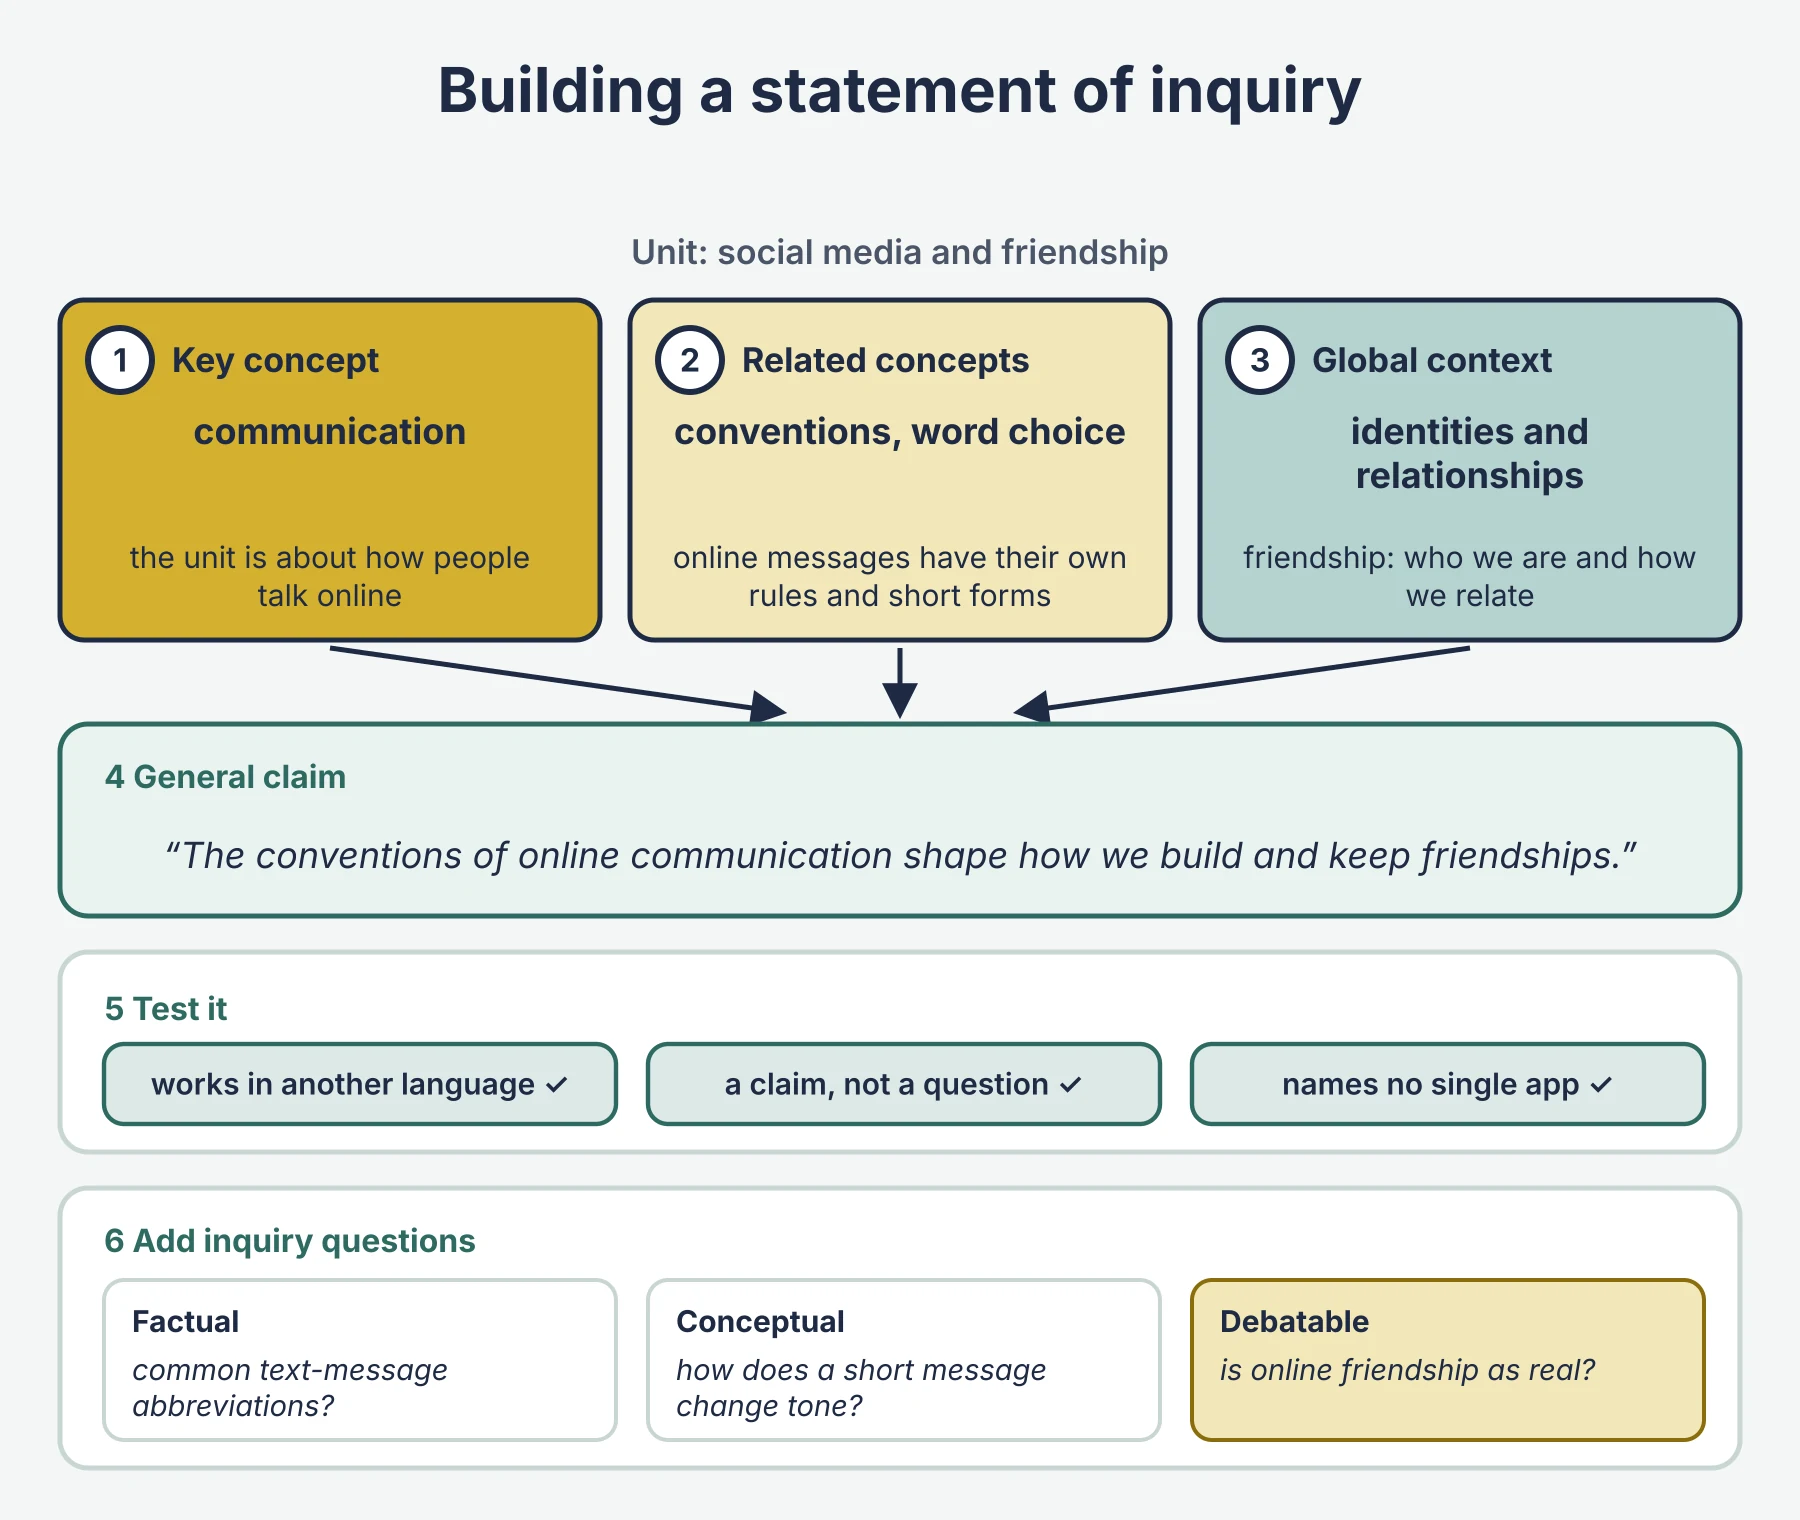 Building a statement of inquiry
Unit: social media and friendship
1 Key concept
communication
the unit is about how people
talk online
2 Related concepts
conventions, word choice
online messages have their own
rules and short forms
3 Global context
identities and
relationships
friendship: who we are and how
we relate
4 General claim
“The conventions of online communication shape how we build and keep friendships.”
5 Test it
works in another language ✓
a claim, not a question ✓
names no single app ✓
6 Add inquiry questions
Factual
common text-message
abbreviations?
Conceptual
how does a short message
change tone?
Debatable
is online friendship as real?